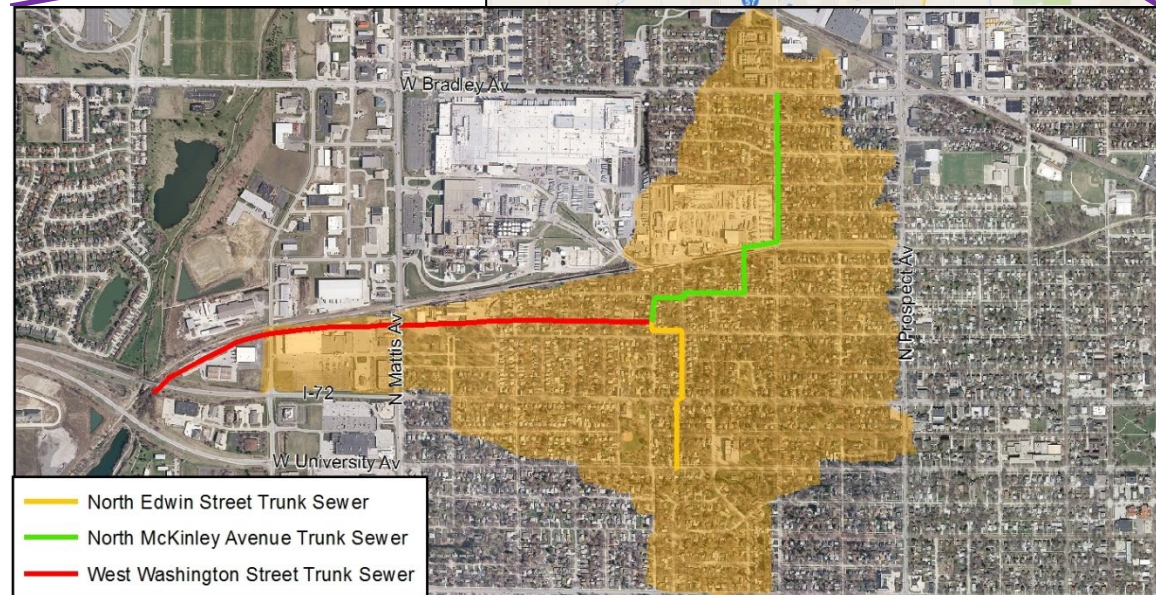 57
W Bradley Av
N Prospect Av
N Mattis Av
I-72
W University Av
North Edwin Street Trunk Sewer
North McKinley Avenue Trunk Sewer
West Washington Street Trunk Sewer